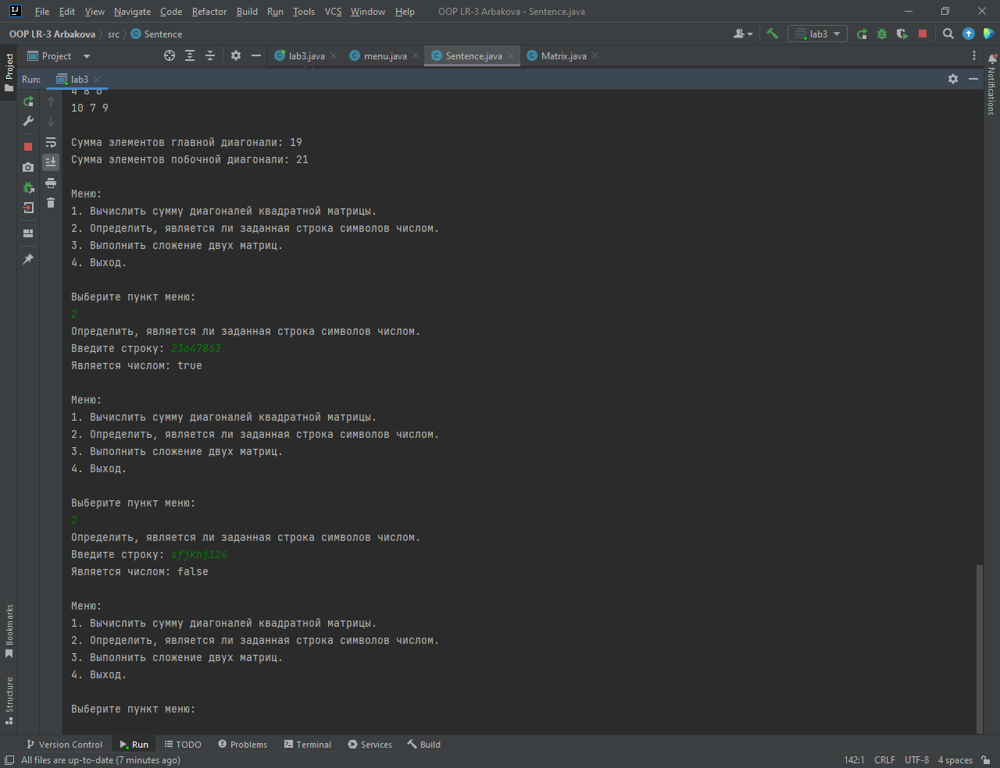 File Edit View Navigate Code Refactor Build Run Tools VCS Window Help OOP LR-3 Arbakova - Sentence.java
OOP LR-3 Arbakova src Sentence lab3
Project lab3.java menu.java Sentence.java Matrix.java
Run: lab3
Project
Notifications
4 8 6
10 7 9
Сумма элементов главной диагонали: 19
Сумма элементов побочной диагонали: 21
Меню:
1. Вычислить сумму диагоналей квадратной матрицы.
2. Определить, является ли заданная строка символов числом.
3. Выполнить сложение двух матриц.
4. Выход.
Выберите пункт меню:
2
Определить, является ли заданная строка символов числом.
Введите строку: 23647863
Является числом: true
Меню:
1. Вычислить сумму диагоналей квадратной матрицы.
2. Определить, является ли заданная строка символов числом.
3. Выполнить сложение двух матриц.
4. Выход.
Выберите пункт меню:
2
Определить, является ли заданная строка символов числом.
Введите строку: sfjkhj124
Является числом: false
Меню:
1. Вычислить сумму диагоналей квадратной матрицы.
2. Определить, является ли заданная строка символов числом.
3. Выполнить сложение двух матриц.
4. Выход.
Выберите пункт меню:
Bookmarks
Structure
Version Control Run TODO Problems Terminal Services Build
All files are up-to-date (7 minutes ago) 142:1 CRLF UTF-8 4 spaces